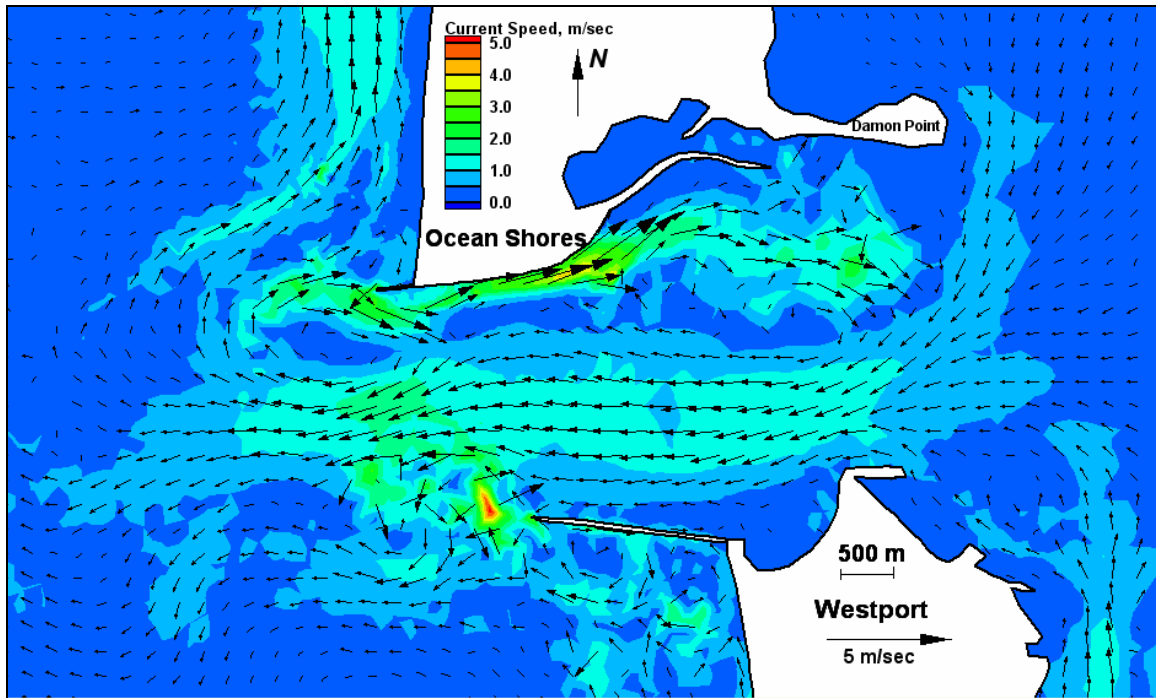 Current Speed, m/sec
5.0
4.0
3.0
2.0
1.0
0.0
N
Damon Point
Ocean Shores
500 m
Westport
5 m/sec